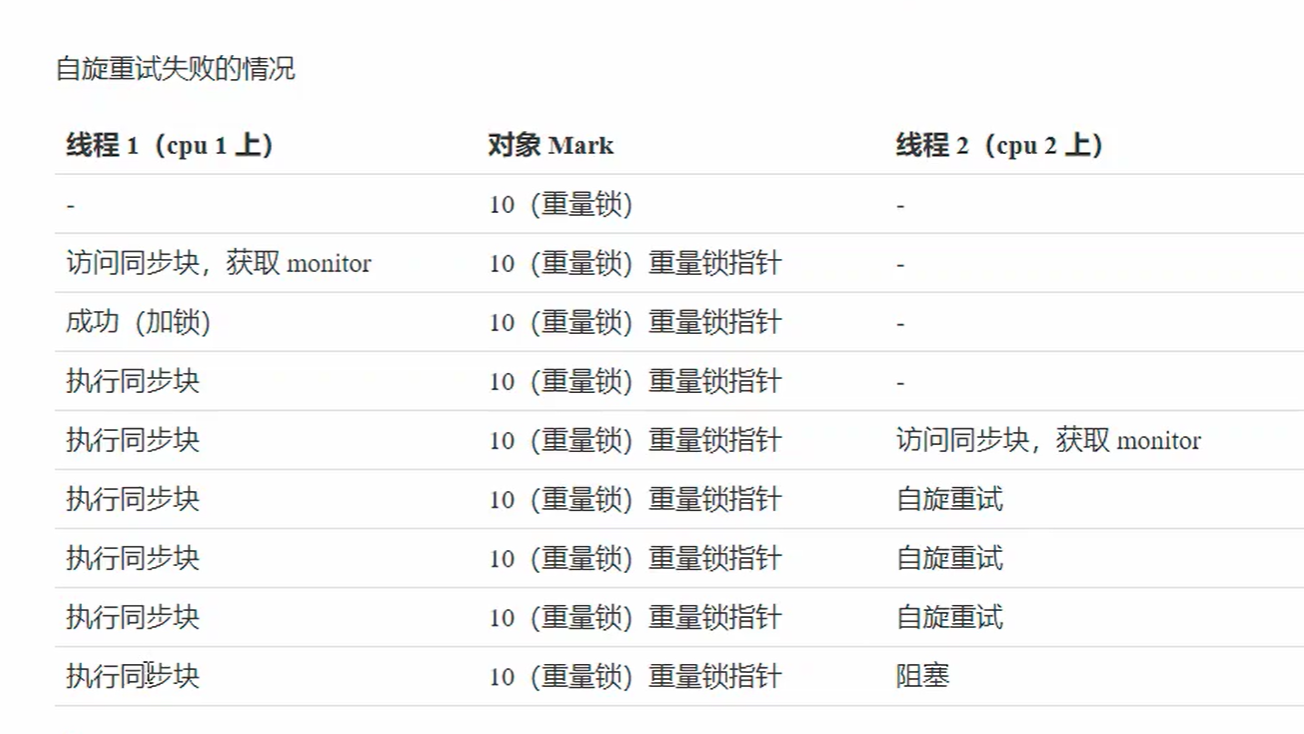 自旋重试失败的情况
线程 1（cpu 1 上） 对象 Mark 线程 2（cpu 2 上）
- 10（重量锁） -
访问同步块，获取 monitor 10（重量锁）重量锁指针 -
成功（加锁） 10（重量锁）重量锁指针 -
执行同步块 10（重量锁）重量锁指针 -
执行同步块 10（重量锁）重量锁指针 访问同步块，获取 monitor
执行同步块 10（重量锁）重量锁指针 自旋重试
执行同步块 10（重量锁）重量锁指针 自旋重试
执行同步块 10（重量锁）重量锁指针 自旋重试
执行同步块 10（重量锁）重量锁指针 阻塞